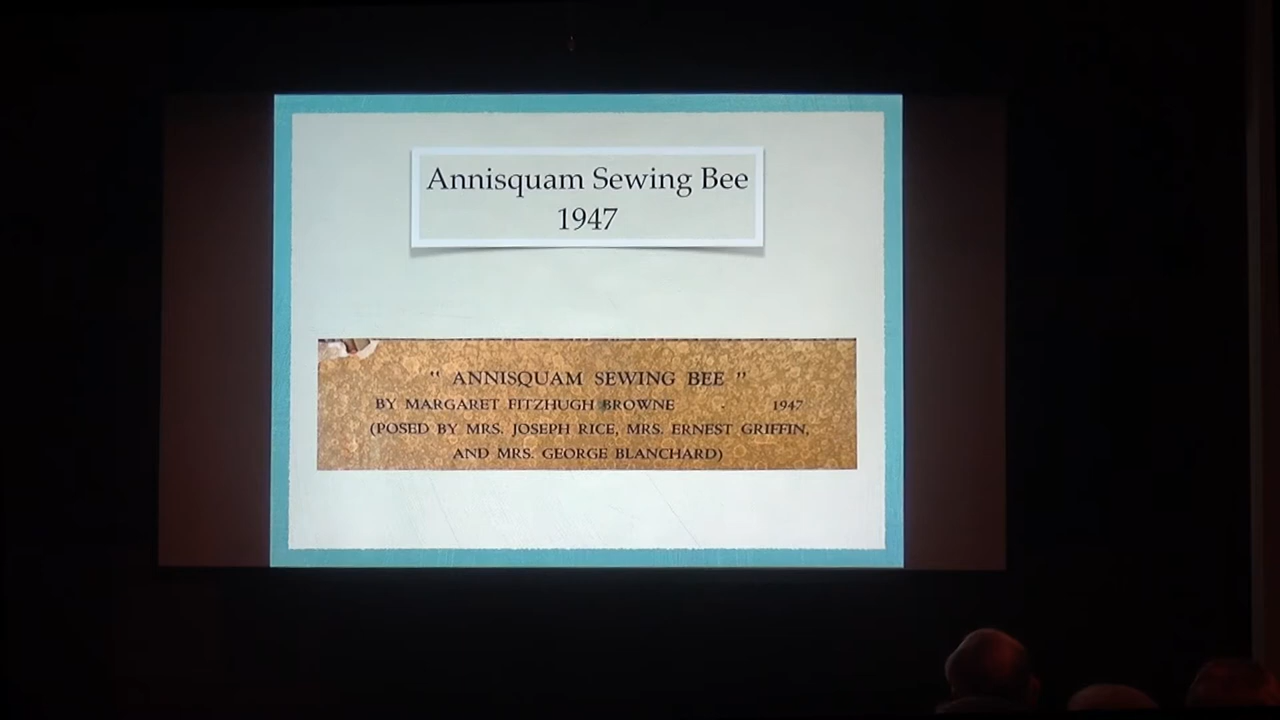 Annisquam Sewing Bee
1947
" ANNISQUAM SEWING BEE "
BY MARGARET FITZHUGH BROWNE - 1947
(POSED BY MRS. JOSEPH RICE, MRS. ERNEST GRIFFIN,
AND MRS. GEORGE BLANCHARD)